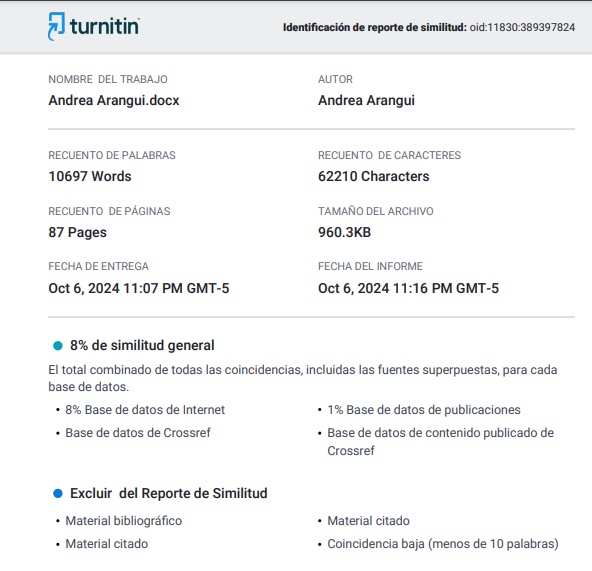 turnitin
Identificación de reporte de similitud: oid:11830:389397824
NOMBRE DEL TRABAJO
Andrea Arangui.docx
AUTOR
Andrea Arangui
RECUENTO DE PALABRAS
10697 Words
RECUENTO DE CARACTERES
62210 Characters
RECUENTO DE PÁGINAS
87 Pages
TAMAÑO DEL ARCHIVO
960.3KB
FECHA DE ENTREGA
Oct 6, 2024 11:07 PM GMT-5
FECHA DEL INFORME
Oct 6, 2024 11:16 PM GMT-5
8% de similitud general
El total combinado de todas las coincidencias, incluidas las fuentes superpuestas, para cada
base de datos.
• 8% Base de datos de Internet
• 1% Base de datos de publicaciones
• Base de datos de Crossref
• Base de datos de contenido publicado de
Crossref
Excluir del Reporte de Similitud
• Material bibliográfico
• Material citado
• Material citado
• Coincidencia baja (menos de 10 palabras)